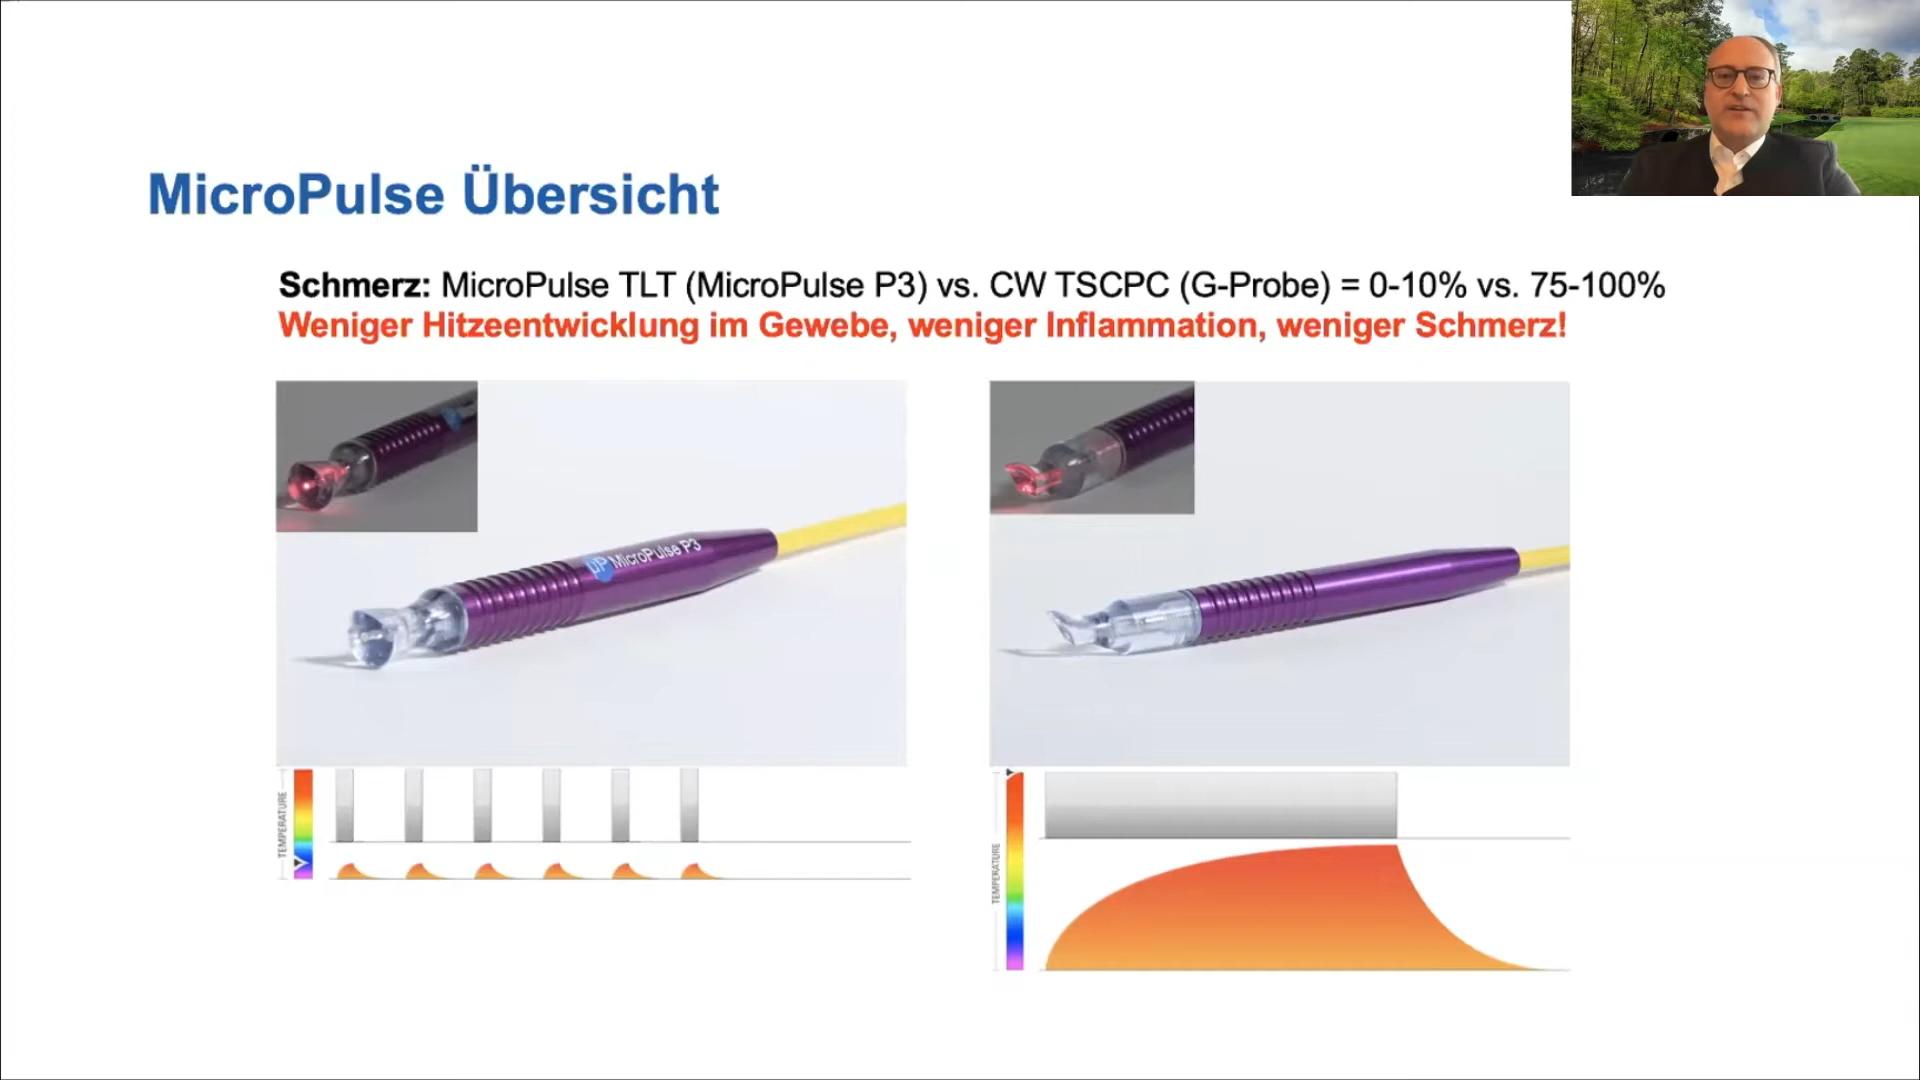 MicroPulse Übersicht
Schmerz: MicroPulse TLT (MicroPulse P3) vs. CW TSCPC (G-Probe) = 0-10% vs. 75-100%
Weniger Hitzeentwicklung im Gewebe, weniger Inflammation, weniger Schmerz!
µP MicroPulse P3
TEMPERATURE
TEMPERATURE